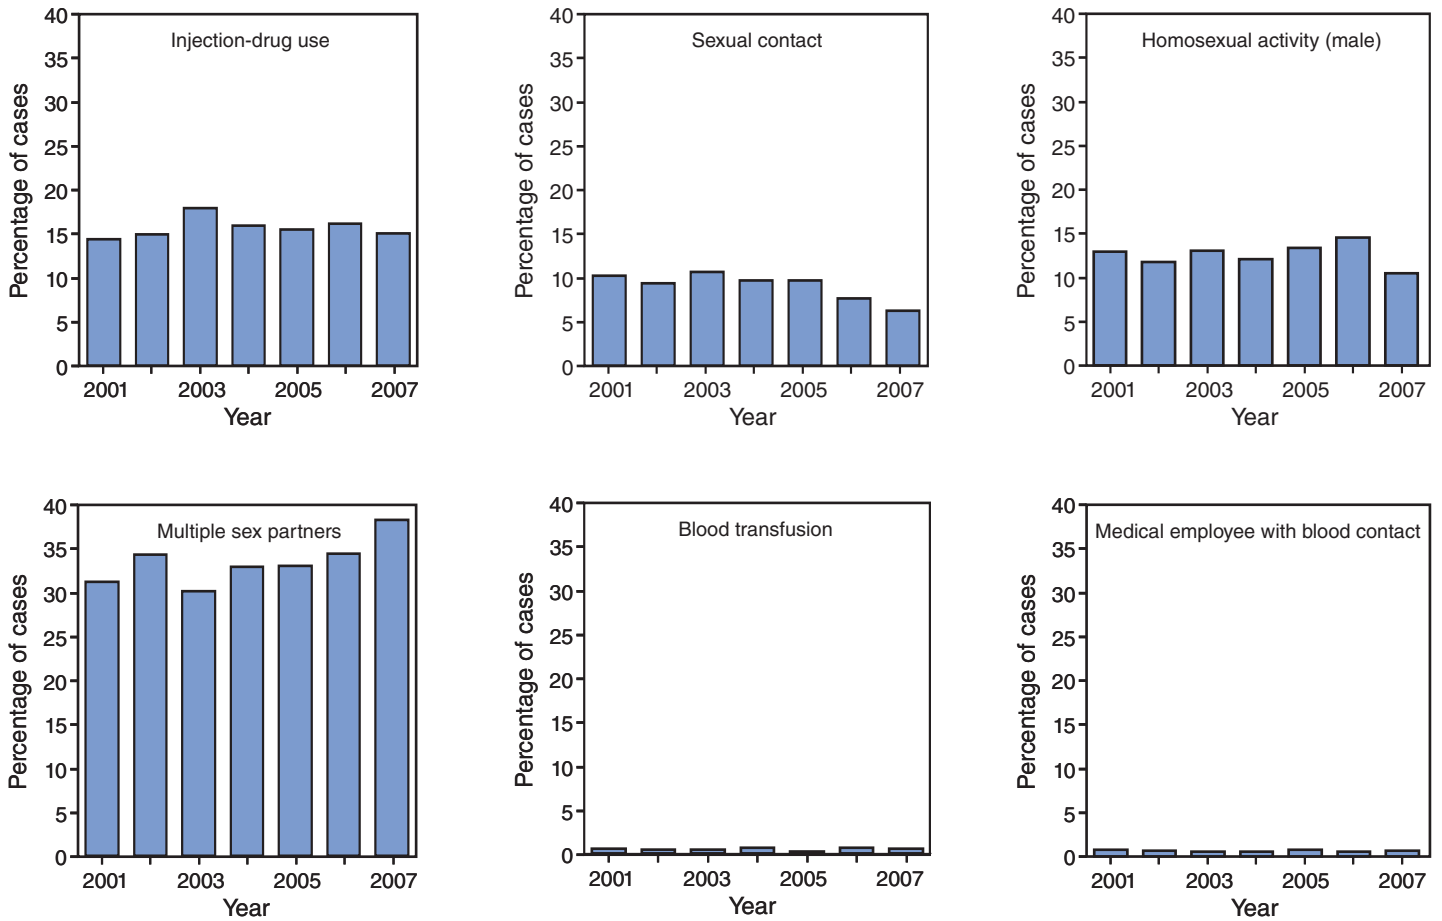 Injection-drug use
Percentage of cases
40
35
30
25
20
15
10
5
0
2001 2003 2005 2007
Year
Sexual contact
Percentage of cases
40
35
30
25
20
15
10
5
0
2001 2003 2005 2007
Year
Homosexual activity (male)
Percentage of cases
40
35
30
25
20
15
10
5
0
2001 2003 2005 2007
Year
Multiple sex partners
Percentage of cases
40
35
30
25
20
15
10
5
0
2001 2003 2005 2007
Year
Blood transfusion
Percentage of cases
40
35
30
25
20
15
10
5
0
2001 2003 2005 2007
Year
Medical employee with blood contact
Percentage of cases
40
35
30
25
20
15
10
5
0
2001 2003 2005 2007
Year